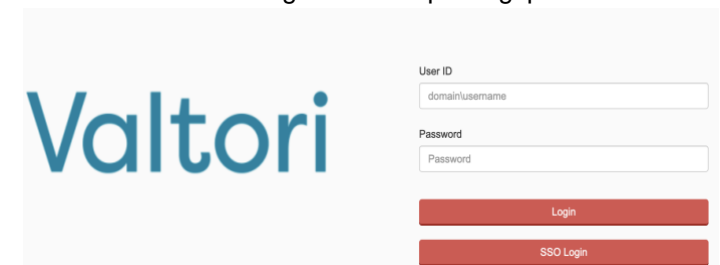 Valtori
User ID
domain\username
Password
Password
Login
SSO Login